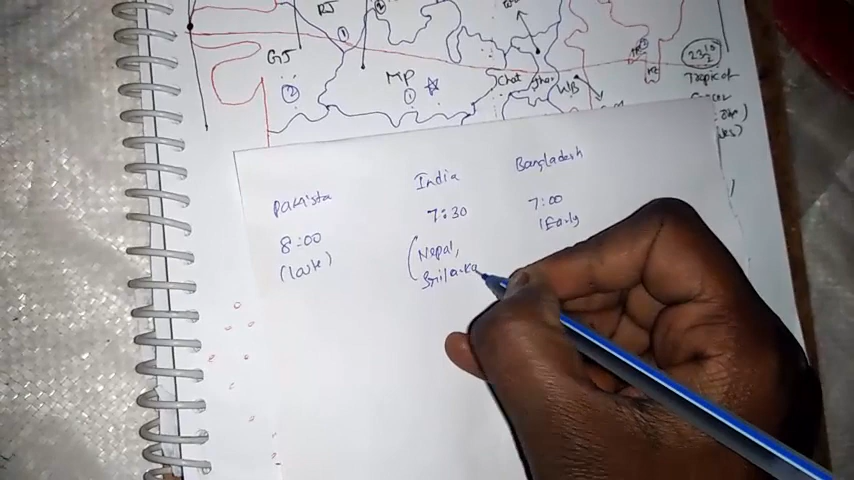 RJ
GJ
MP
Chat
Jhar
WB
23½°
Tropic of
Cancer
Pakista
India
Bangladesh
8:00
7:30
7:00
(late)
(Nepal,
Srilanka
Early